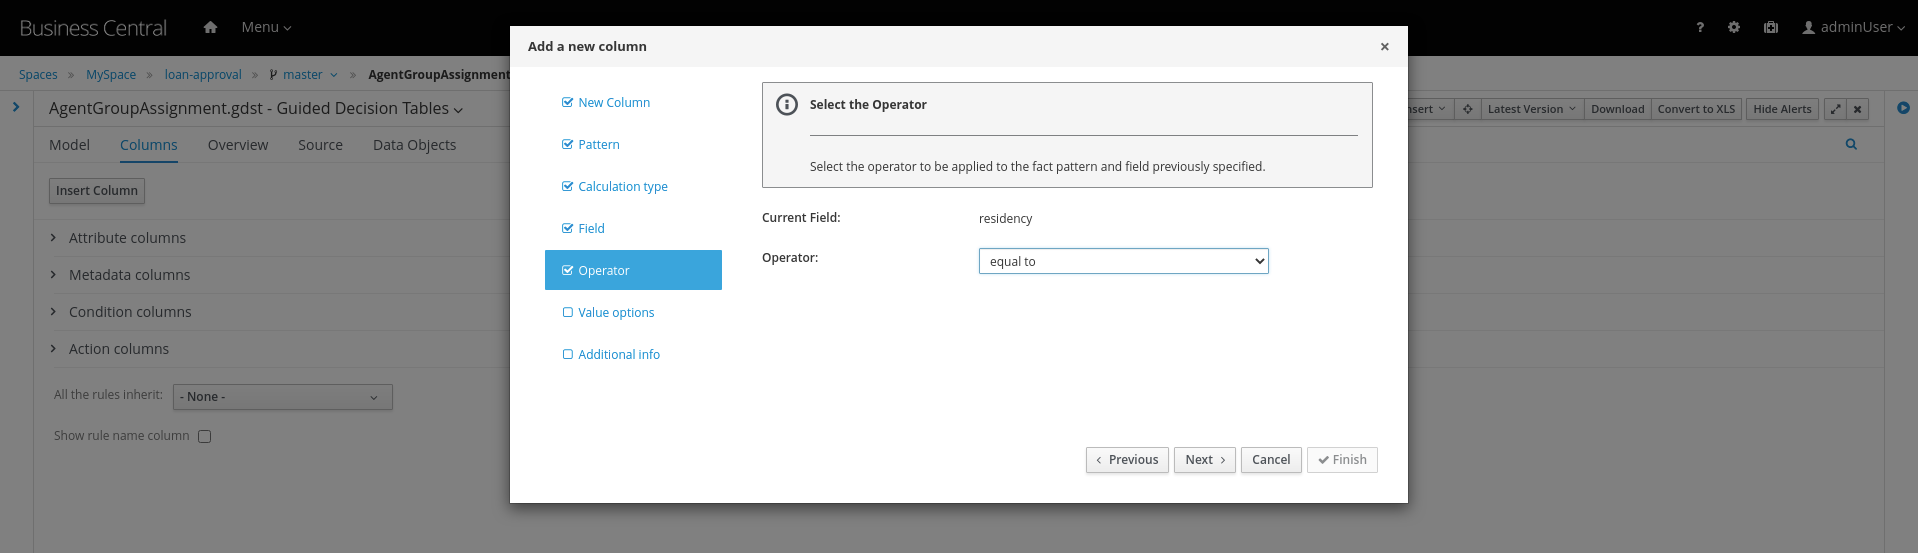 Business Central
Menu
? adminUser
Spaces » MySpace » loan-approval » master » AgentGroupAssignment
AgentGroupAssignment.gdst - Guided Decision Tables
Latest Version Download Convert to XLS Hide Alerts
Model Columns Overview Source Data Objects
Insert Column
Attribute columns
Metadata columns
Condition columns
Action columns
All the rules inherit: - None -
Show rule name column
Add a new column ×
New Column
Pattern
Calculation type
Field
Operator
Value options
Additional info
Select the Operator
Select the operator to be applied to the fact pattern and field previously specified.
Current Field: residency
Operator: equal to
‹ Previous Next › Cancel Finish